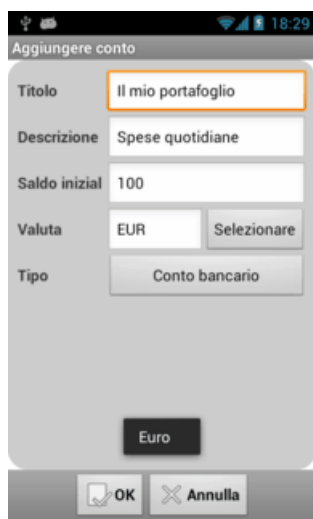 18:29
Aggiungere conto
Titolo Il mio portafoglio
Descrizione Spese quotidiane
Saldo inizial 100
Valuta EUR Selezionare
Tipo Conto bancario
Euro
OK Annulla